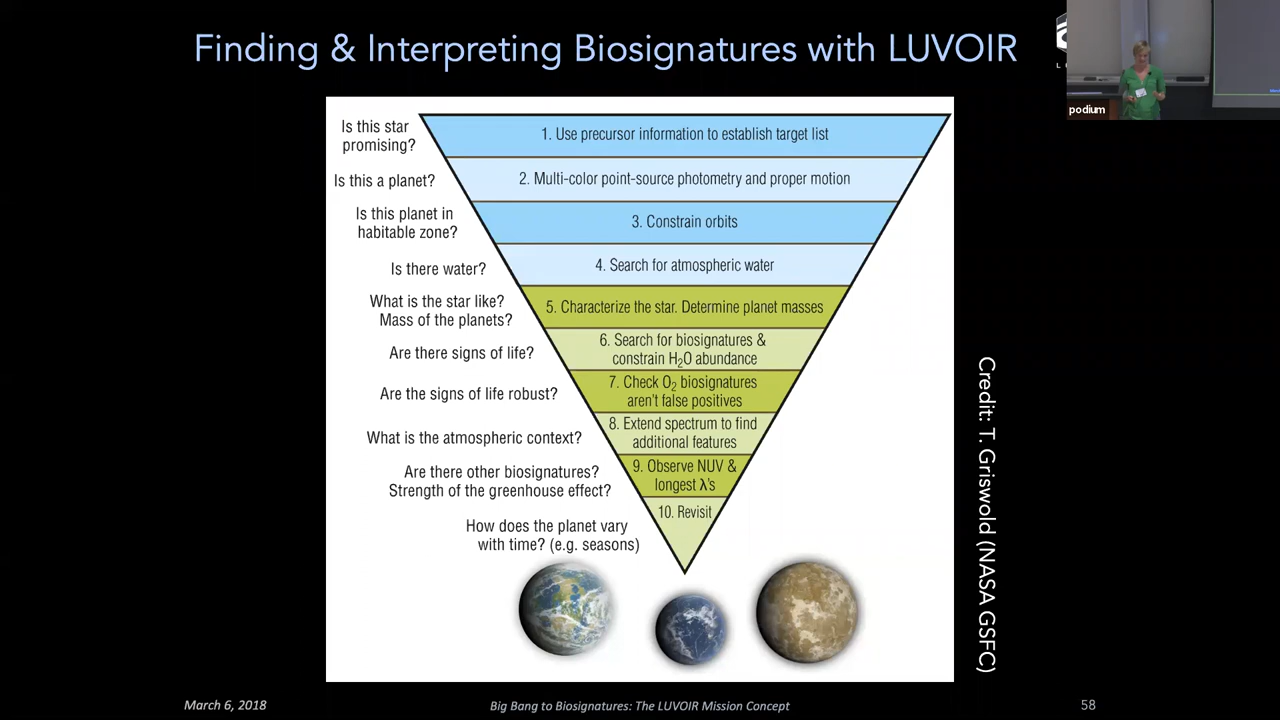 Finding & Interpreting Biosignatures with LUVOIR
podium
Is this star
promising?
1. Use precursor information to establish target list
Is this a planet?
2. Multi-color point-source photometry and proper motion
Is this planet in
habitable zone?
3. Constrain orbits
Is there water?
4. Search for atmospheric water
What is the star like?
Mass of the planets?
5. Characterize the star. Determine planet masses
Are there signs of life?
6. Search for biosignatures &
constrain H₂O abundance
Are the signs of life robust?
7. Check O₂ biosignatures
aren't false positives
What is the atmospheric context?
8. Extend spectrum to find
additional features
Are there other biosignatures?
Strength of the greenhouse effect?
9. Observe NUV &
longest λ's
How does the planet vary
with time? (e.g. seasons)
10. Revisit
Credit: T. Griswold (NASA GSFC)
March 6, 2018
Big Bang to Biosignatures: The LUVOIR Mission Concept
58